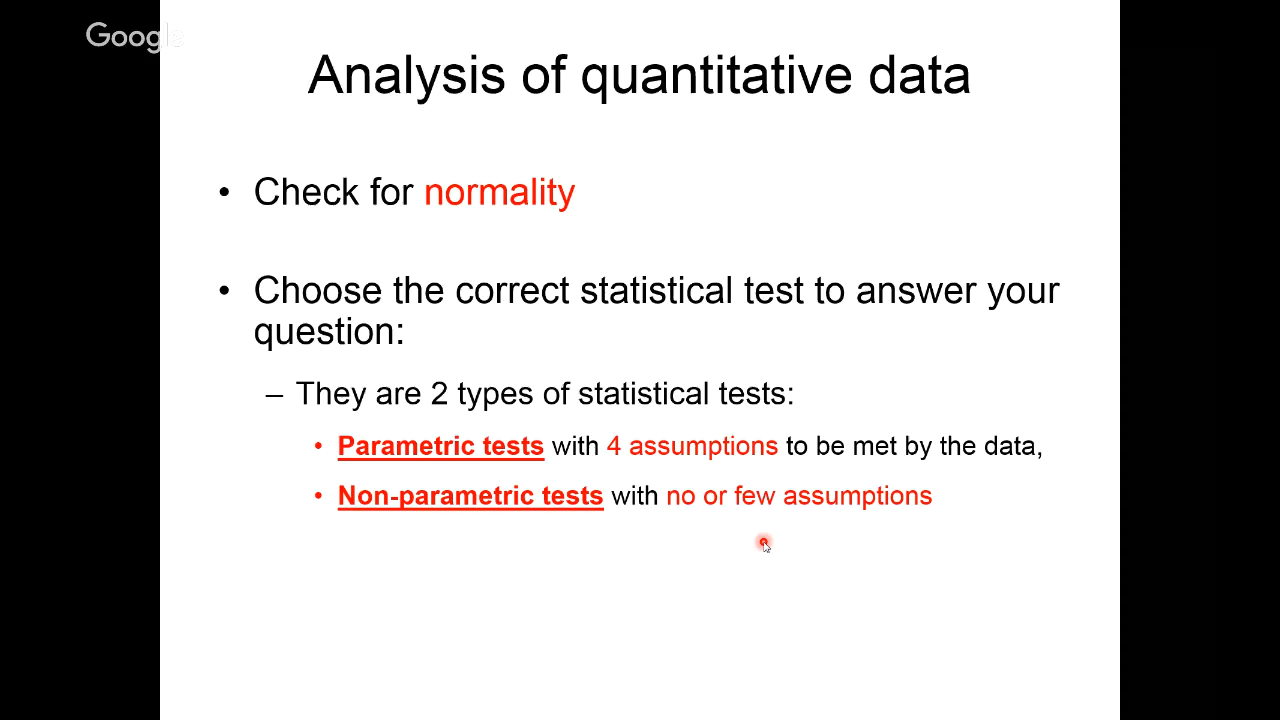 Google
Analysis of quantitative data
• Check for normality
• Choose the correct statistical test to answer your
question:
– They are 2 types of statistical tests:
• Parametric tests with 4 assumptions to be met by the data,
• Non-parametric tests with no or few assumptions